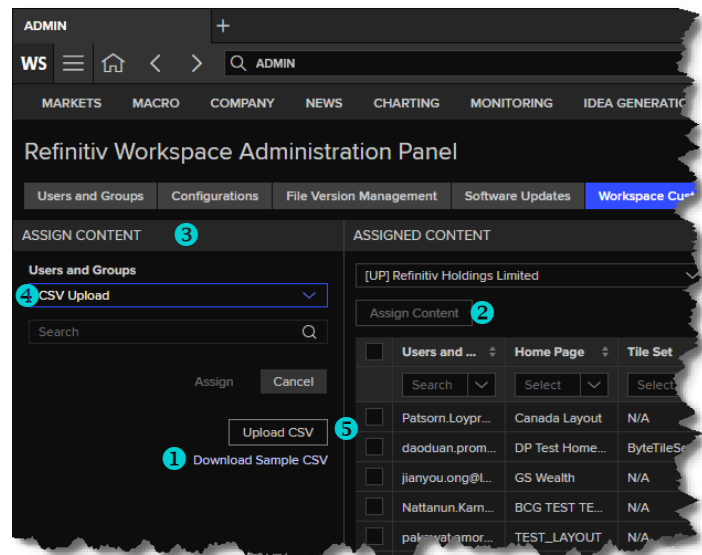 ADMIN +
WS ADMIN
MARKETS MACRO COMPANY NEWS CHARTING MONITORING IDEA GENERATIO
Refinitiv Workspace Administration Panel
Users and Groups Configurations File Version Management Software Updates Workspace Cust
ASSIGN CONTENT 3
Users and Groups
4 CSV Upload
Search
Assign Cancel
Upload CSV 5
1 Download Sample CSV
ASSIGNED CONTENT
[UP] Refinitiv Holdings Limited
Assign Content 2
Users and ... Home Page Tile Set
Search Select Select
Patsorn.Loypr... Canada Layout N/A
daoduan.prom... DP Test Home... ByteTileSe
jianyou.ong@l... GS Wealth N/A
Nattanun.Karn... BCG TEST TE... N/A
pakawat.amor... TEST_LAYOUT N/A